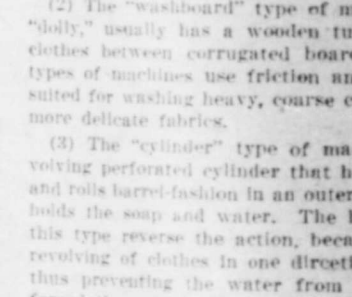 (2) The "washboard" type of m
"dolly," usually has a wooden tu
clothes between corrugated boar
types of machines use friction an
suited for washing heavy, coarse c
more delicate fabrics.
(3) The "cylinder" type of ma
volving perforated cylinder that h
and rolls barrel-fashion in an outer
holds the soap and water. The l
this type reverse the action, beca
revolving of clothes in one dirceti
thus preventing the water from